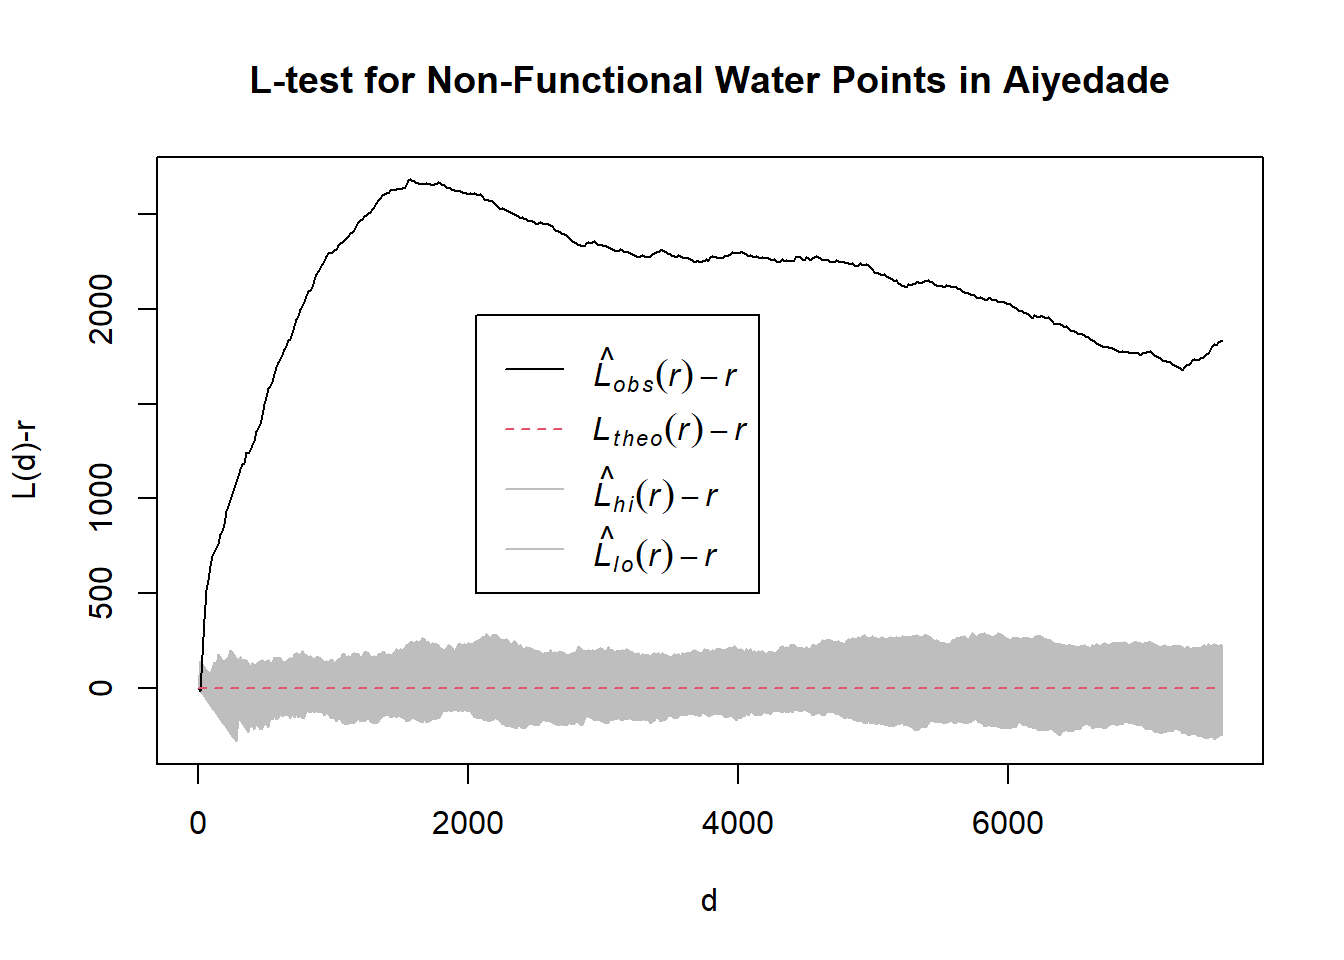 L-test for Non-Functional Water Points in Aiyedade
L(d)-r
2000
1000
500
0
L̂obs(r) − r
Ltheo(r) − r
L̂hi(r) − r
L̂lo(r) − r
0 2000 4000 6000
d